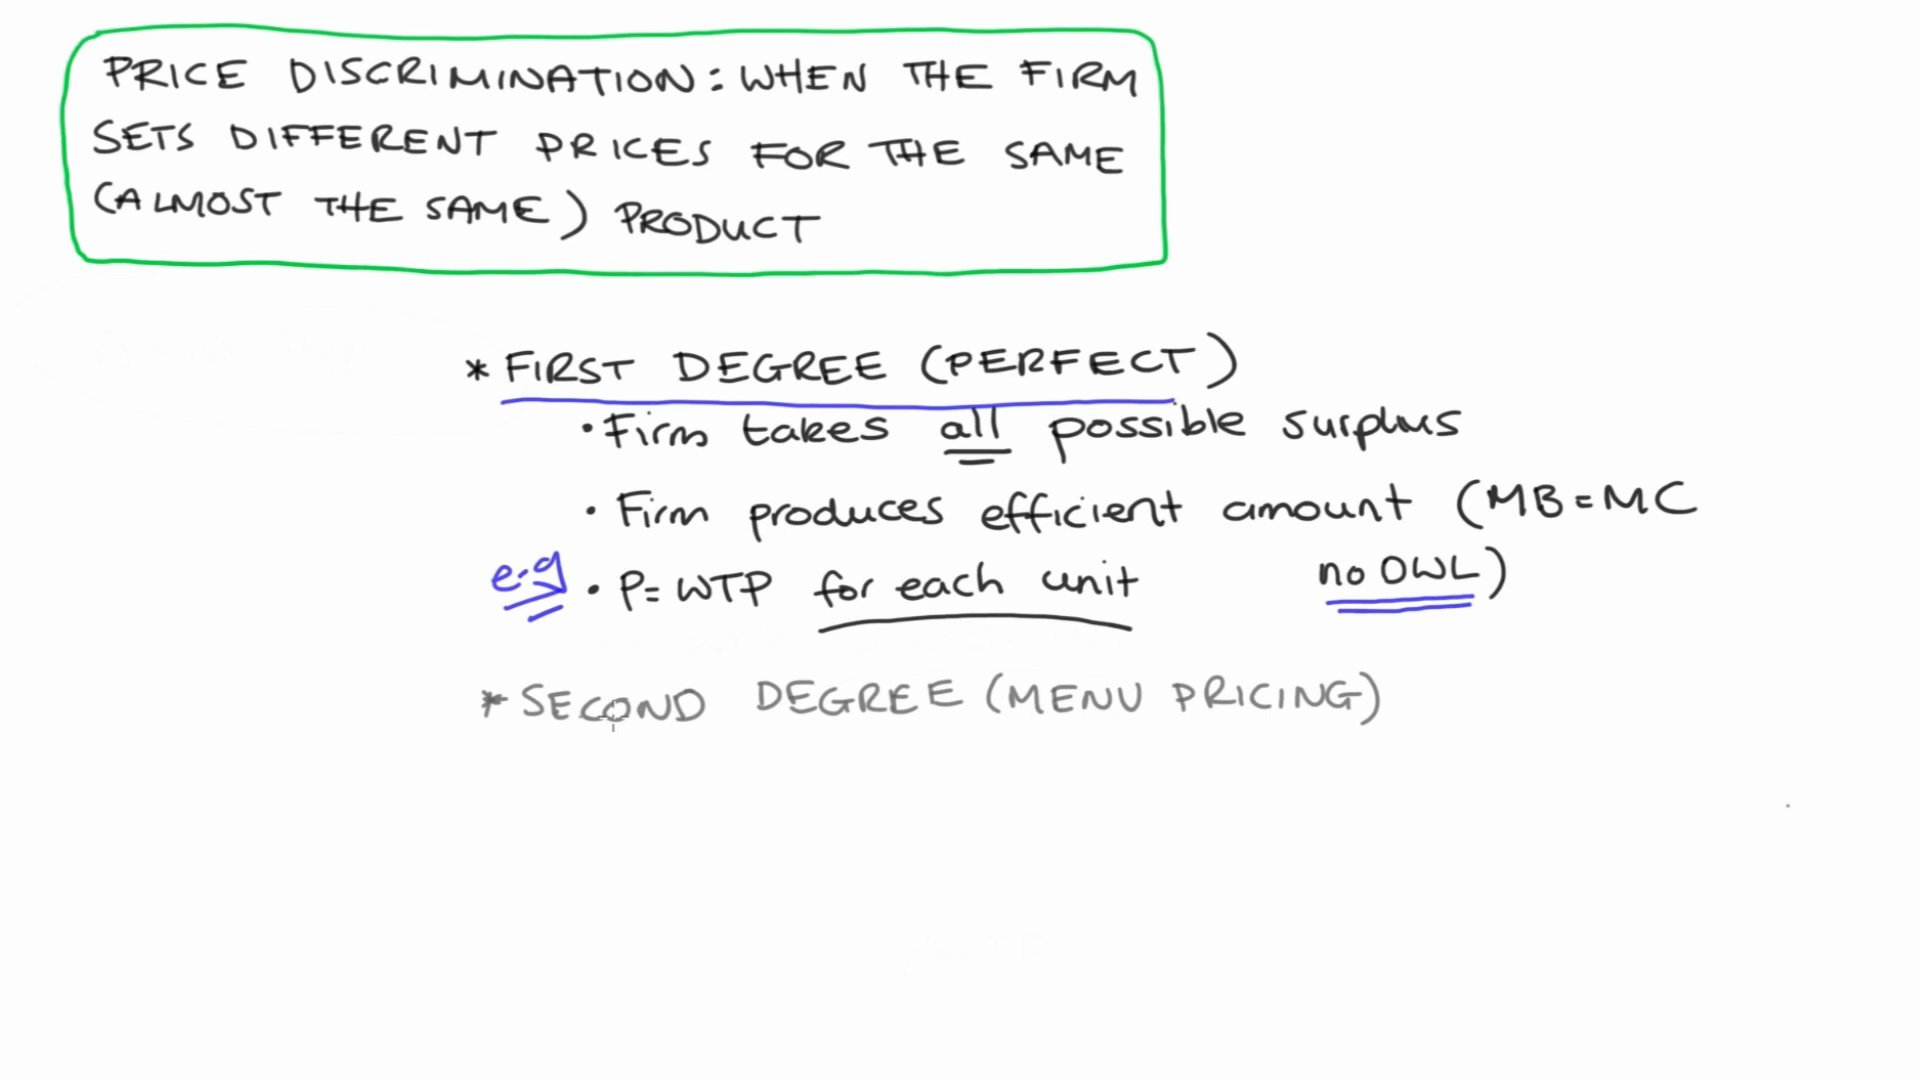 PRICE DISCRIMINATION: WHEN THE FIRM
SETS DIFFERENT PRICES FOR THE SAME
(ALMOST THE SAME) PRODUCT
* FIRST DEGREE (PERFECT)
• Firm takes all possible surplus
• Firm produces efficient amount (MB=MC
no DWL)
e.g • P= WTP for each unit
* SECOND DEGREE (MENU PRICING)